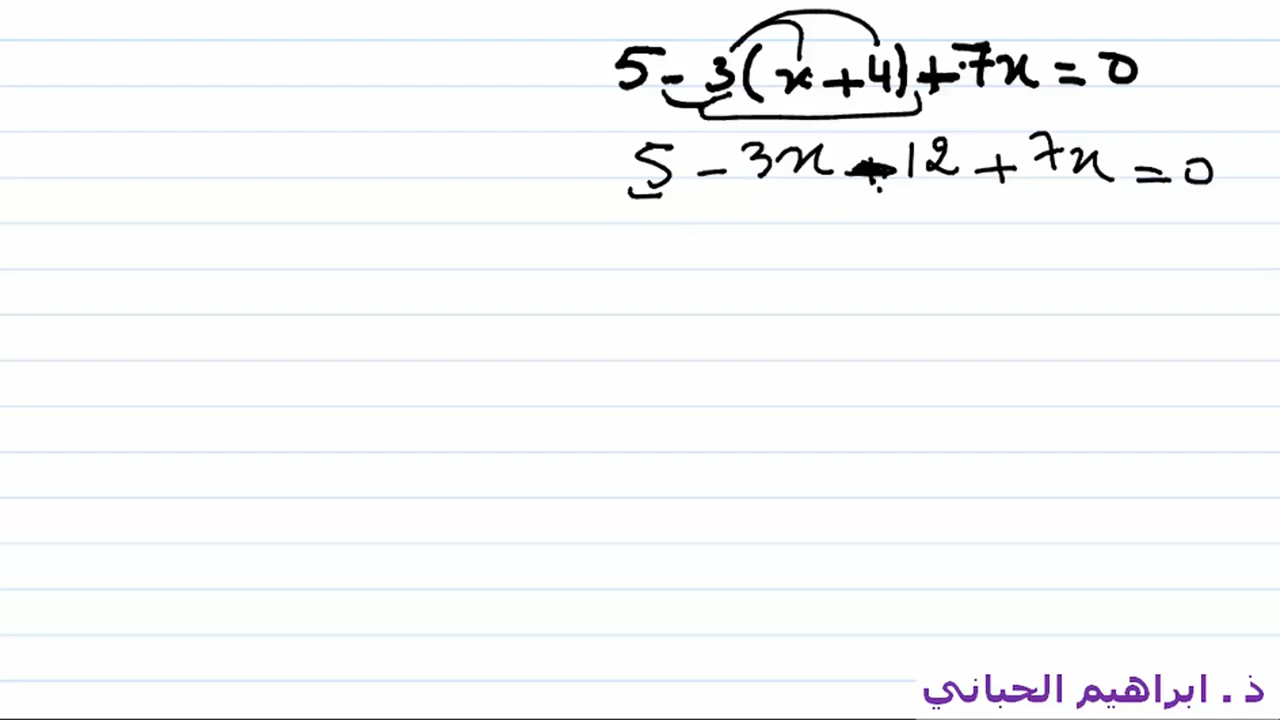 5 - 3(x + 4) + 7x = 0
5 - 3x - 12 + 7x = 0
ذ . ابراهيم الحباني